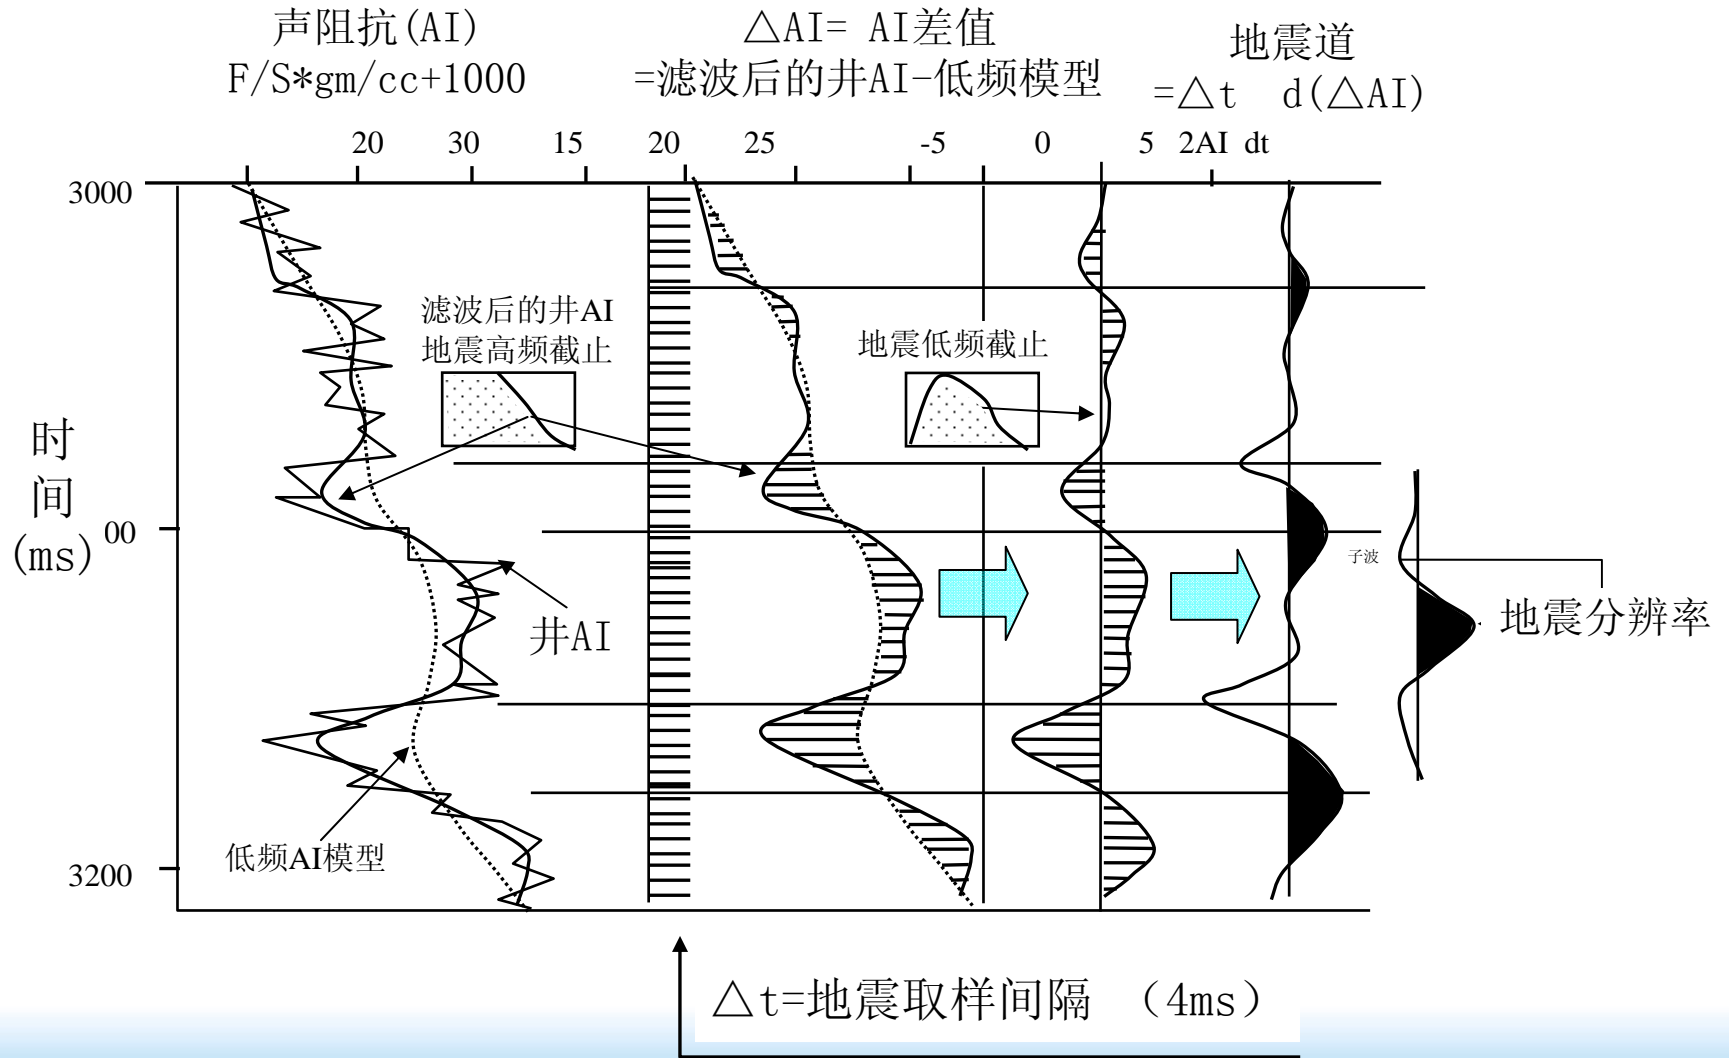 声阻抗(AI)
F/S*gm/cc+1000
△AI= AI差值
=滤波后的井AI-低频模型
地震道
=△t d(△AI)
20 30 15 20 25 -5 0 5 2AI dt
3000
滤波后的井AI
地震高频截止
地震低频截止
时
间
(ms)
00
子波
地震分辨率
井AI
低频AI模型
3200
△t=地震取样间隔 （4ms）